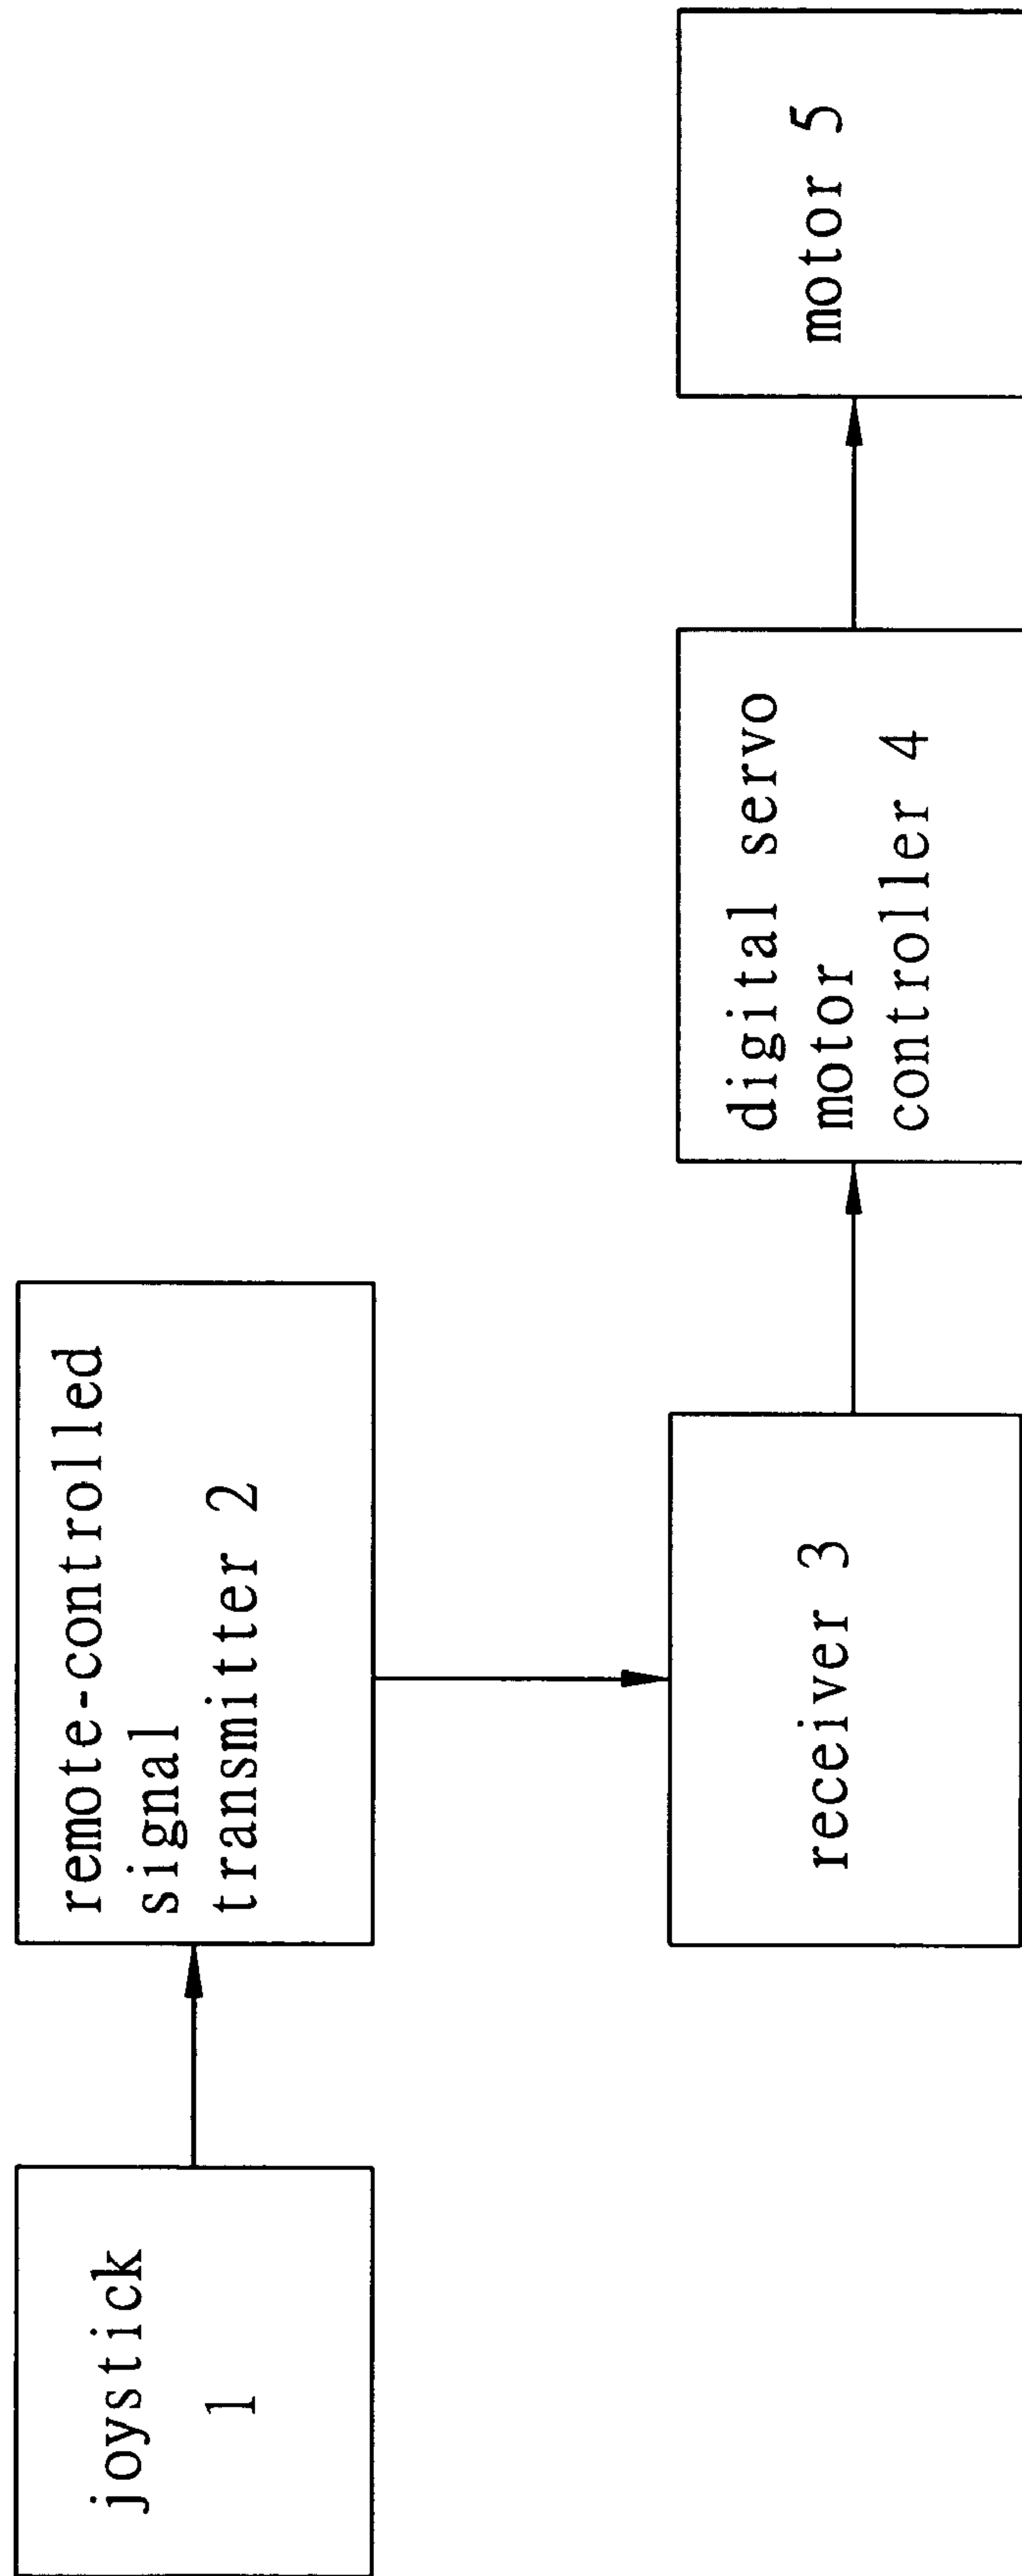 joystick
1
remote-controlled
signal
transmitter 2
receiver 3
digital servo
motor
controller 4
motor 5